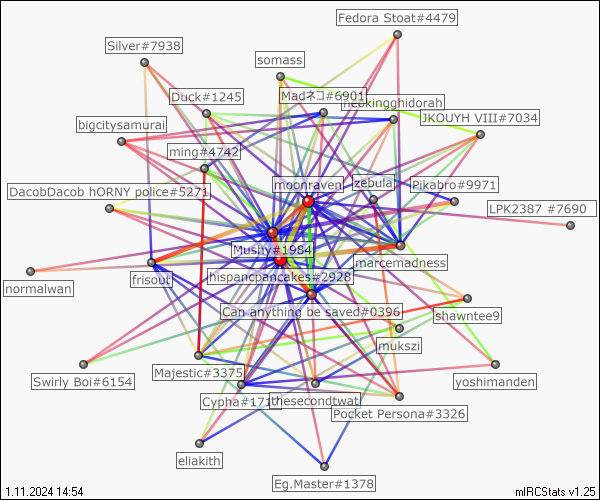 Fedora Stoat#4479
Silver#7938
somass
Duck#1245
Madネコ#6901
neckingghidorah
JKOUYH VIII#7034
bigcitysamurai
ming#4742
moonraven
zebula
Pikabro#9971
DacobDacob hORNY police#5271
LPK2387 #7690
Mushy#1984
marcemadness
hispancpancakes#2928
frisout
normalwan
Can anything be saved#0396
shawntee9
mukszi
Majestic#3375
Swirly Boi#6154
yoshimanden
Cypha#171
thesecondtwat
Pocket Persona#3326
eliakith
Eg.Master#1378
1.11.2024 14:54
mIRCStats v1.25